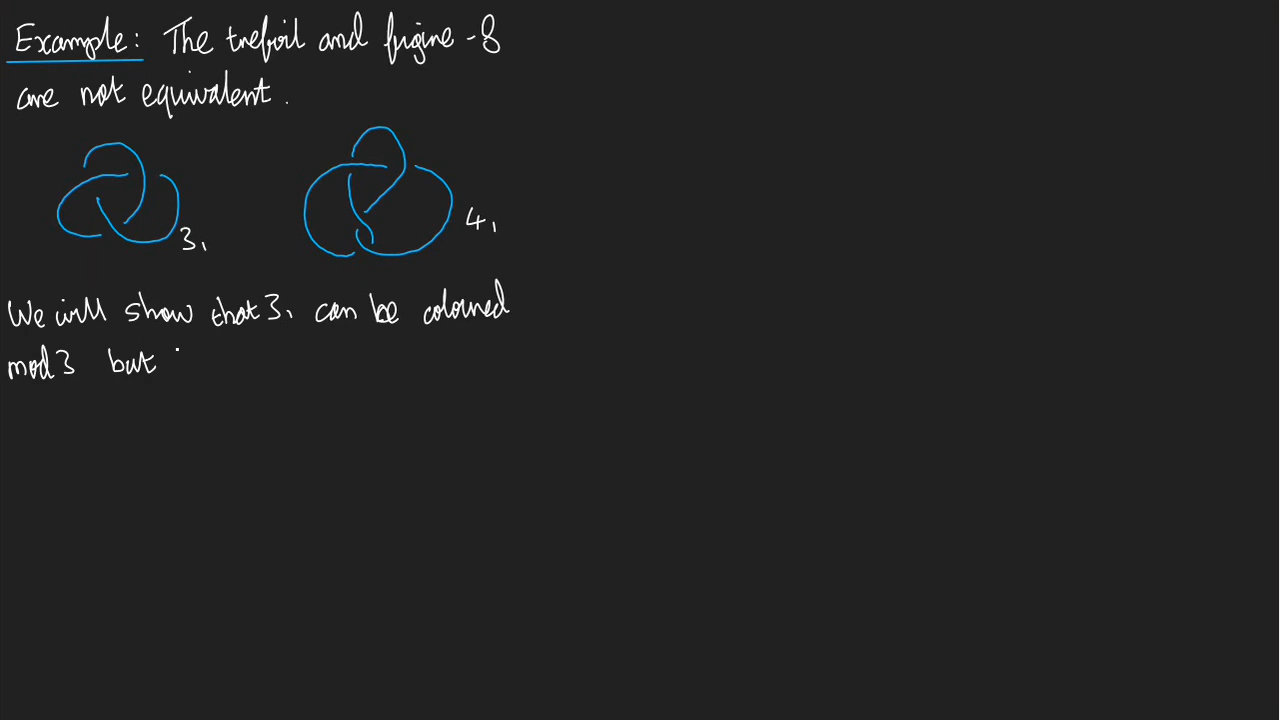 Example: The trefoil and figure-8
are not equivalent.
3₁
4₁
We will show that 3₁ can be coloured
mod 3 but